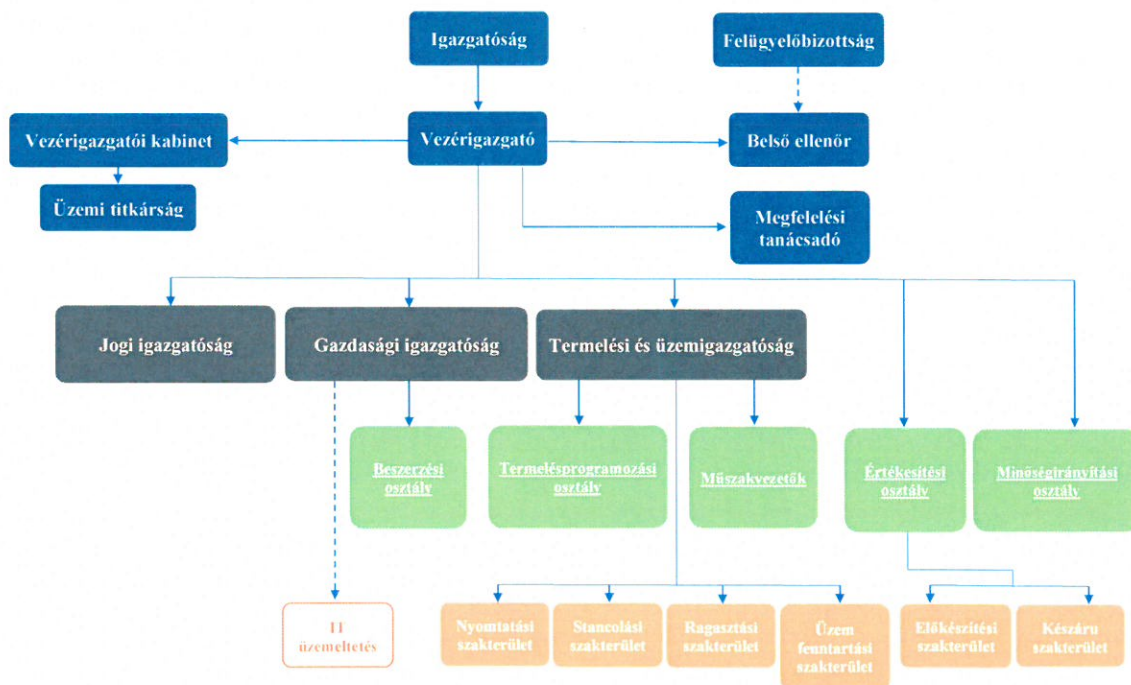 Igazgatóság
Felügyelőbizottság
Vezérigazgatói kabinet
Vezérigazgató
Belső ellenőr
Üzemi titkárság
Megfelelési
tanácsadó
Jogi igazgatóság
Gazdasági igazgatóság
Termelési és üzemigazgatóság
Beszerzési
osztály
Termelésprogramozási
osztály
Műszakvezetők
Értékesítési
osztály
Minőségirányítási
osztály
IT
üzemeltetés
Nyomtatási
szakterület
Stancolási
szakterület
Ragasztási
szakterület
Üzem
fenntartási
szakterület
Előkészítési
szakterület
Készáru
szakterület